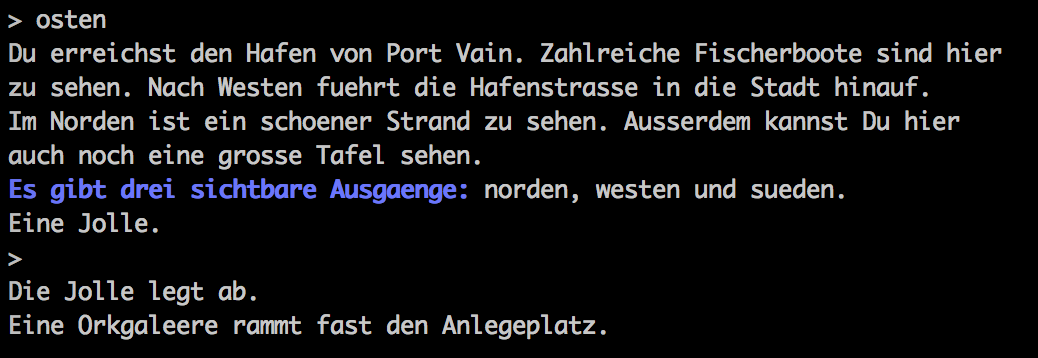 > osten
Du erreichst den Hafen von Port Vain. Zahlreiche Fischerboote sind hier
zu sehen. Nach Westen fuehrt die Hafenstrasse in die Stadt hinauf.
Im Norden ist ein schoener Strand zu sehen. Ausserdem kannst Du hier
auch noch eine grosse Tafel sehen.
Es gibt drei sichtbare Ausgaenge: norden, westen und sueden.
Eine Jolle.
>
Die Jolle legt ab.
Eine Orkgaleere rammt fast den Anlegeplatz.